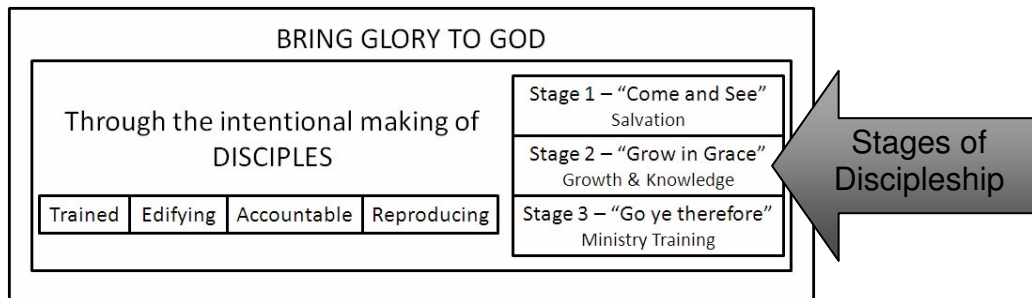 BRING GLORY TO GOD
Through the intentional making of
DISCIPLES
Trained Edifying Accountable Reproducing
Stage 1 – “Come and See”
Salvation
Stage 2 – “Grow in Grace”
Growth & Knowledge
Stage 3 – “Go ye therefore”
Ministry Training
Stages of
Discipleship